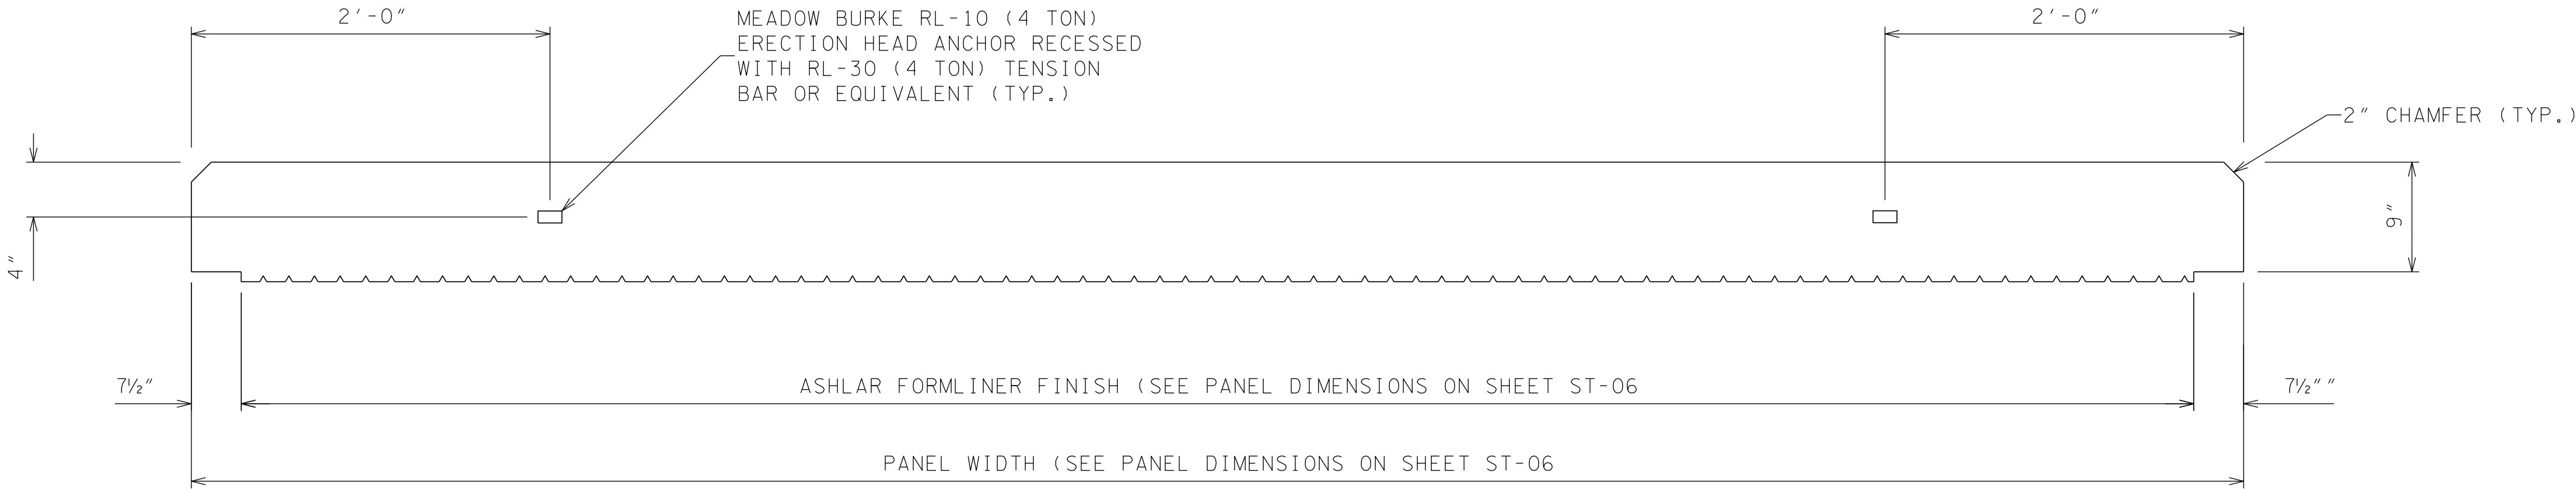 2'-0"
MEADOW BURKE RL-10 (4 TON)
ERECTION HEAD ANCHOR RECESSED
WITH RL-30 (4 TON) TENSION
BAR OR EQUIVALENT (TYP.)
2'-0"
2" CHAMFER (TYP.)
4"
9"
7½"
ASHLAR FORMLINER FINISH (SEE PANEL DIMENSIONS ON SHEET ST-06
7½" "
PANEL WIDTH (SEE PANEL DIMENSIONS ON SHEET ST-06